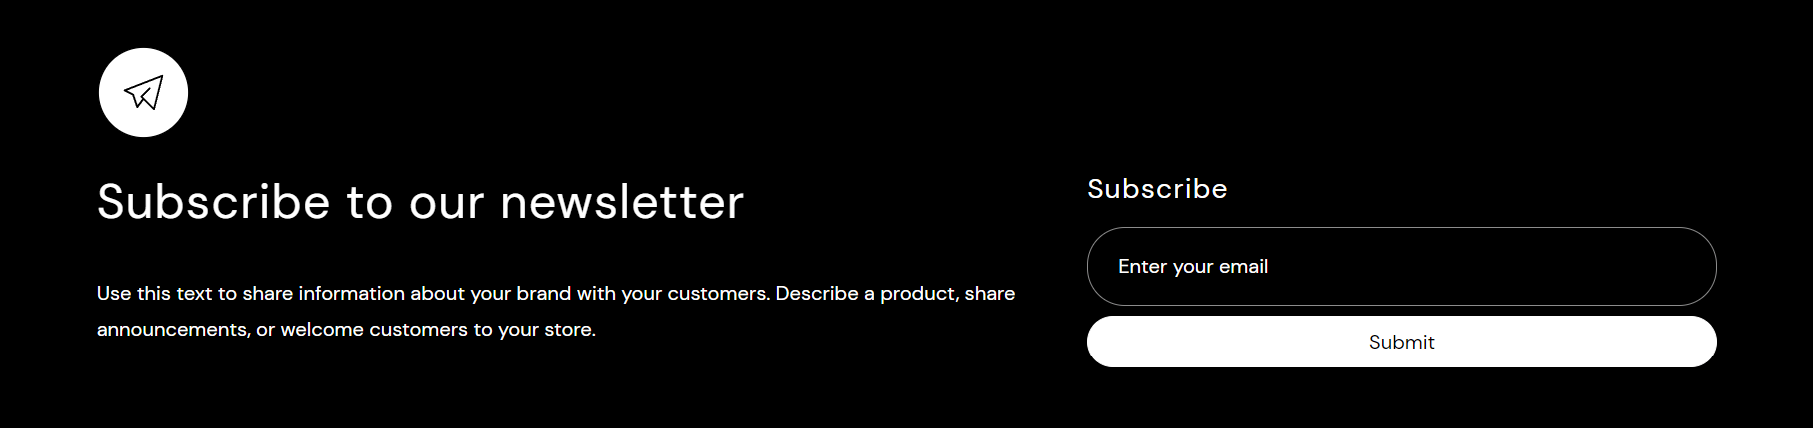 Subscribe to our newsletter
Use this text to share information about your brand with your customers. Describe a product, share
announcements, or welcome customers to your store.
Subscribe
Enter your email
Submit